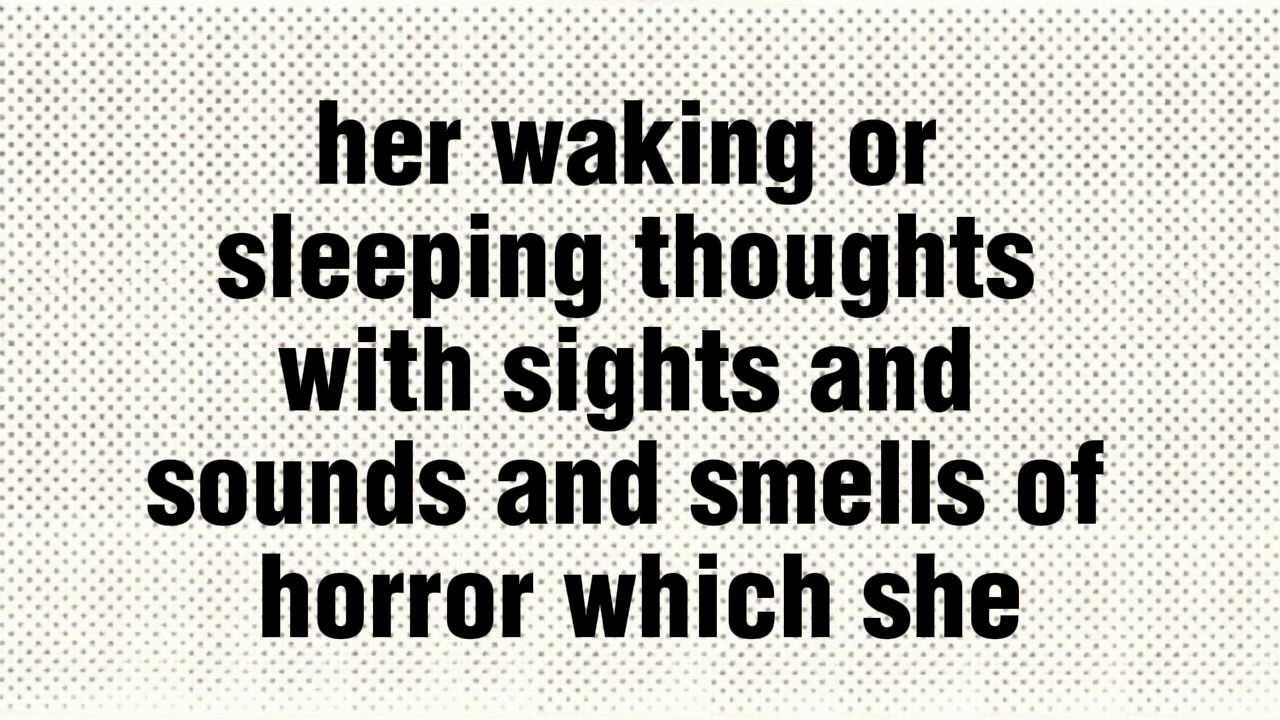 her waking or
sleeping thoughts
with sights and
sounds and smells of
horror which she